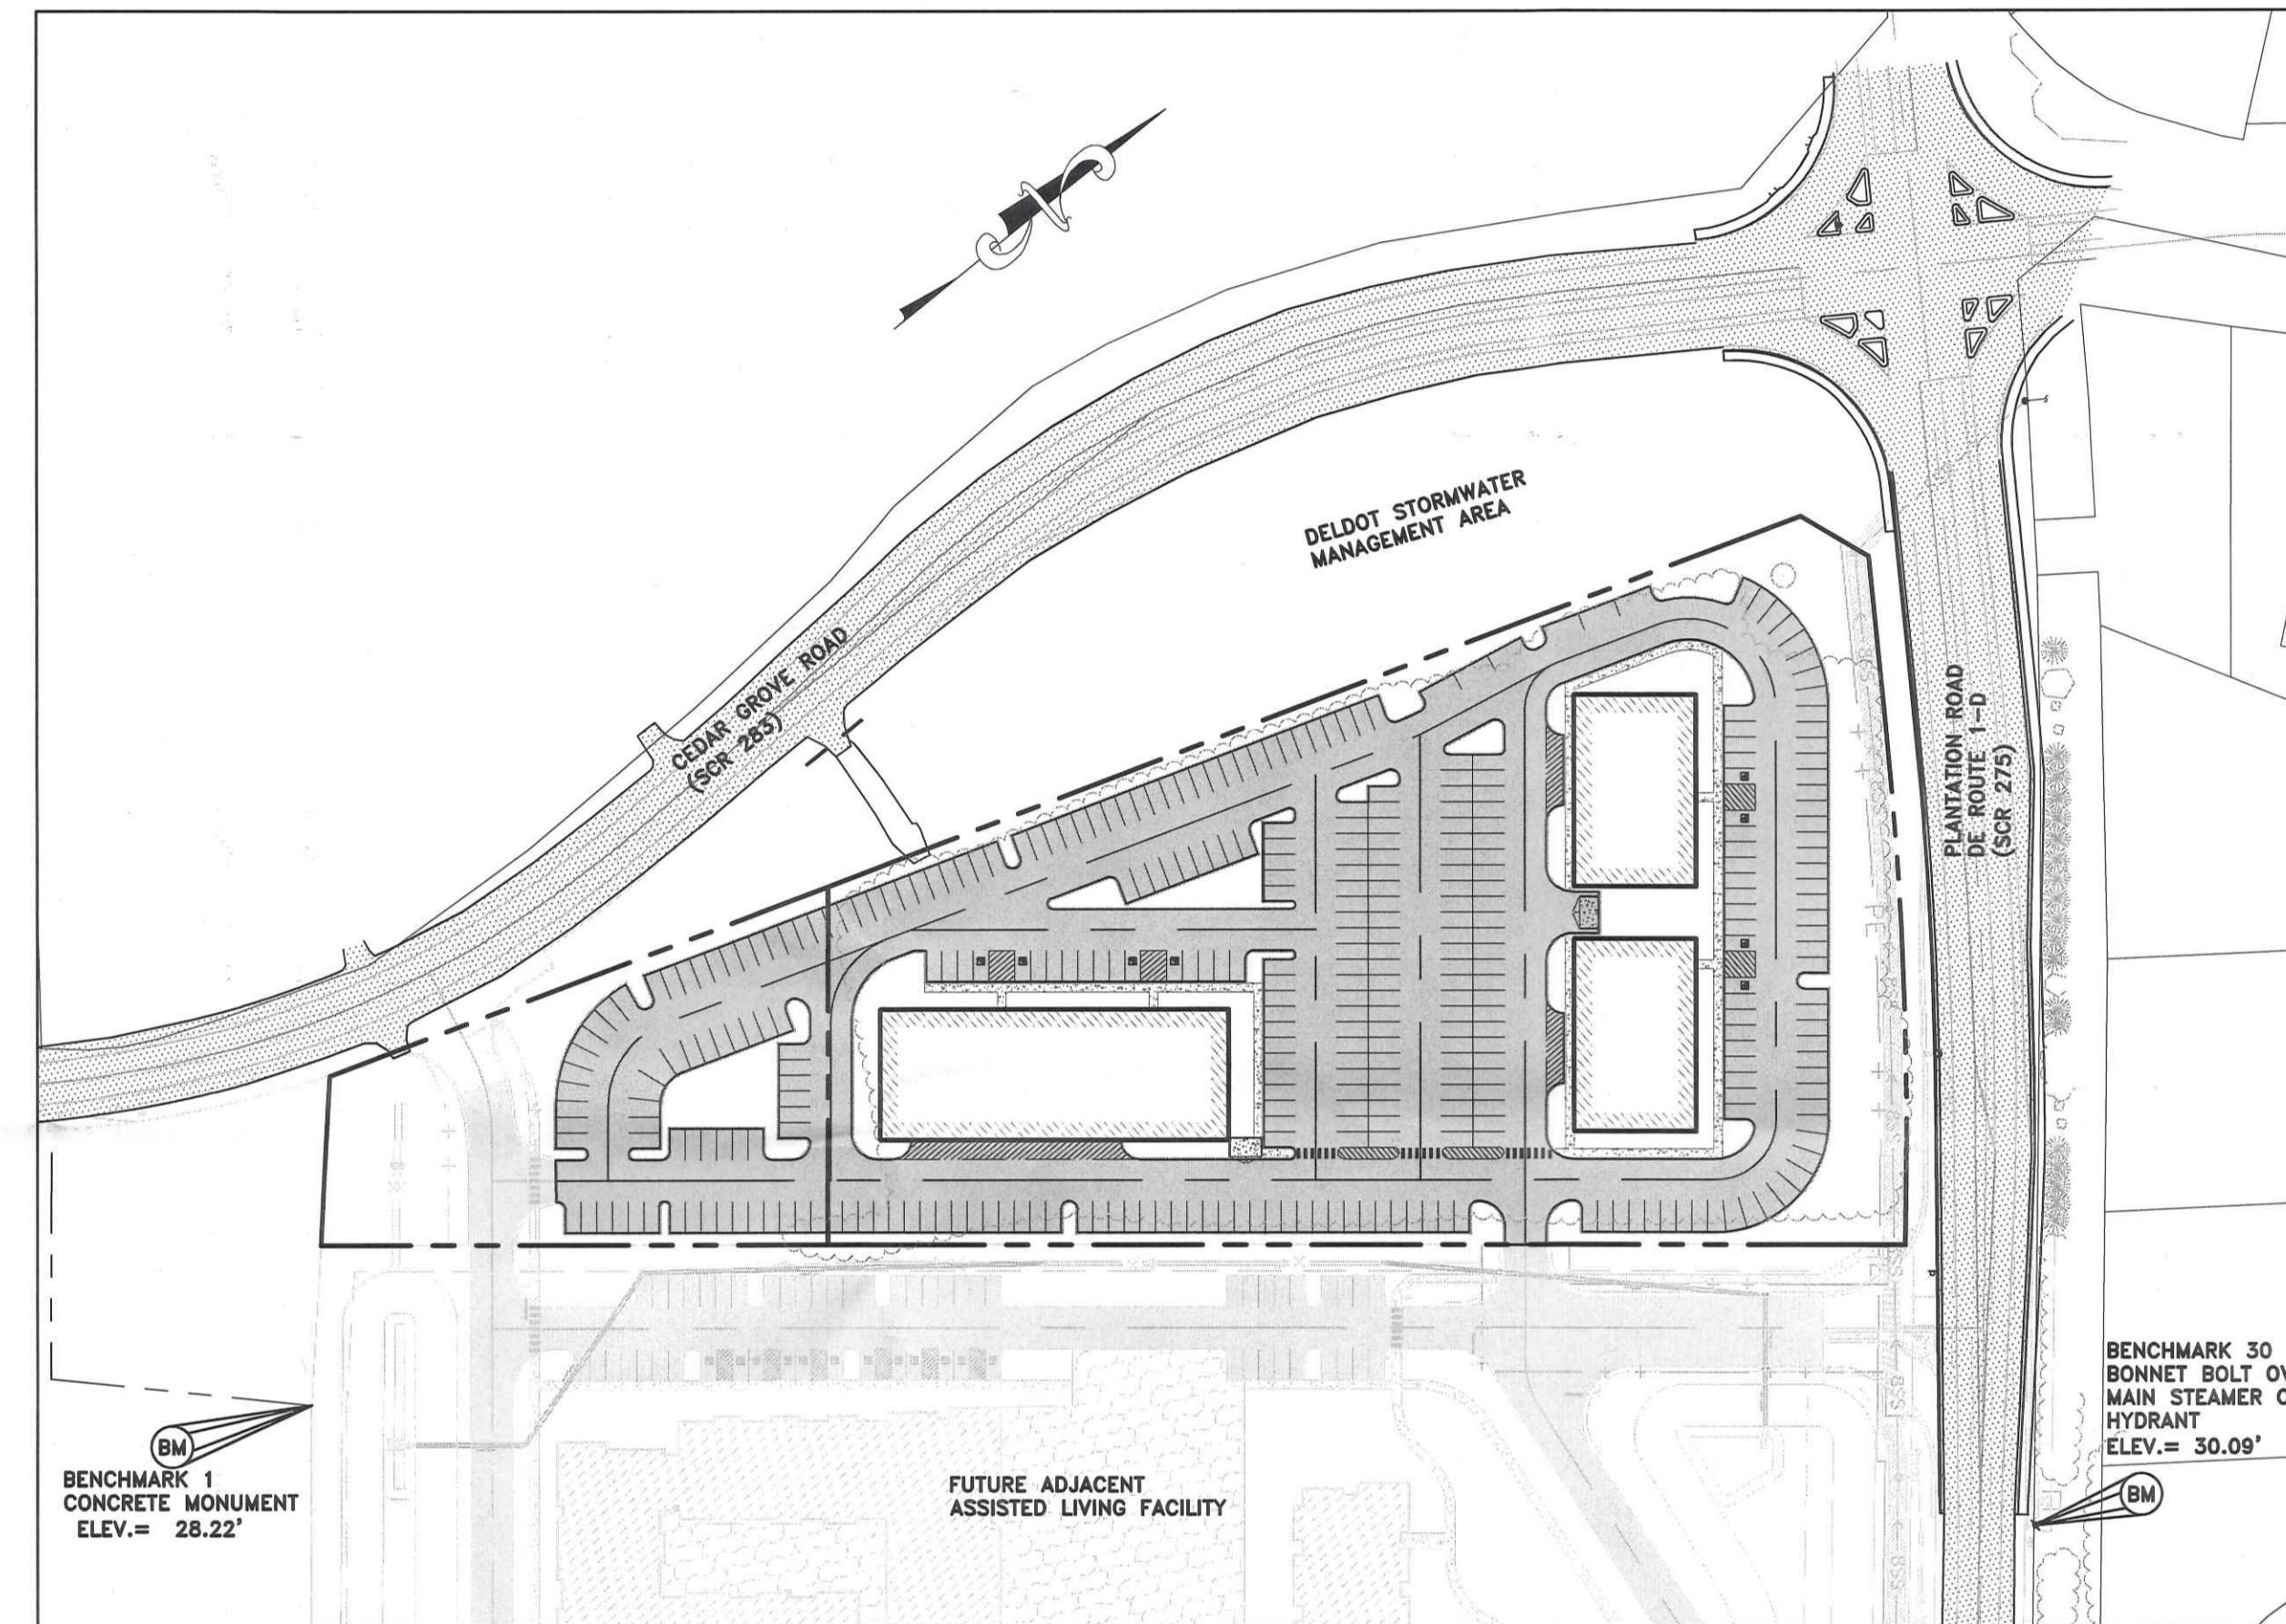 DELDOT STORMWATER
MANAGEMENT AREA
CEDAR GROVE ROAD
(SCR 283)
PLANTATION ROAD
DE ROUTE 1-D
(SCR 275)
BENCHMARK 30
BONNET BOLT OV
MAIN STEAMER
HYDRANT
ELEV.= 30.09'
BM
BM
BENCHMARK 1
CONCRETE MONUMENT
ELEV.= 28.22'
FUTURE ADJACENT
ASSISTED LIVING FACILITY